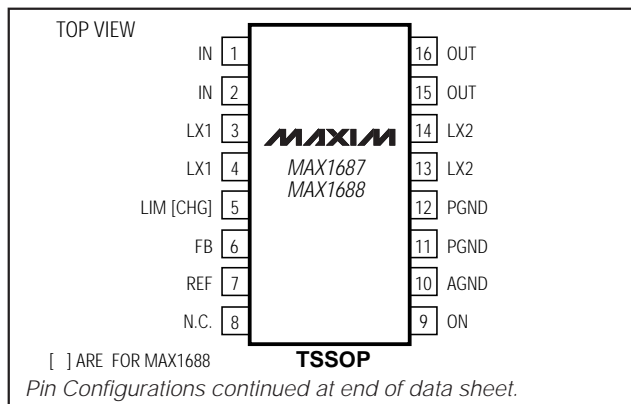 TOP VIEW
IN 1
IN 2
LX1 3
LX1 4
LIM [CHG] 5
FB 6
REF 7
N.C. 8
MAXIM
MAX1687
MAX1688
16 OUT
15 OUT
14 LX2
13 LX2
12 PGND
11 PGND
10 AGND
9 ON
[ ] ARE FOR MAX1688
TSSOP
Pin Configurations continued at end of data sheet.